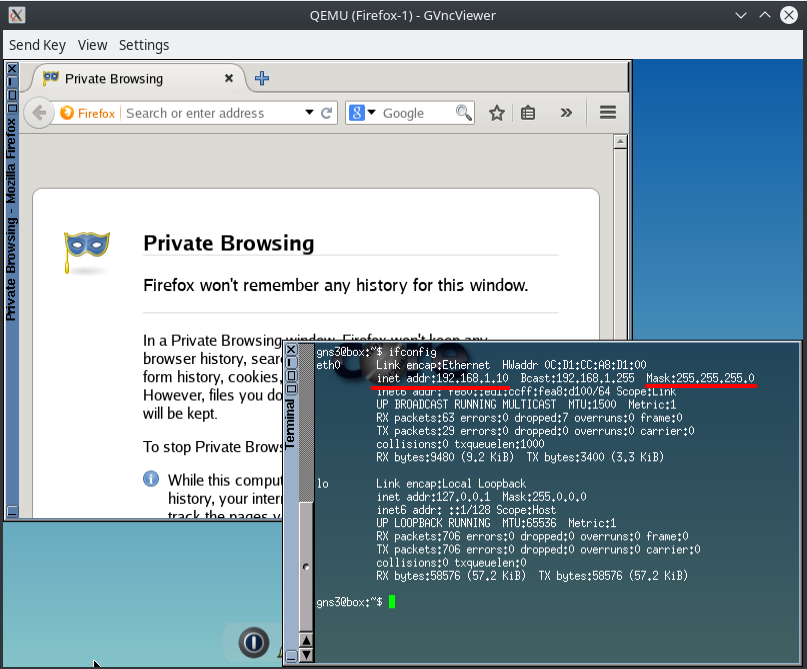 QEMU (Firefox-1) - GVncViewer
Send Key View Settings
Private Browsing - Mozilla Firefox
Private Browsing
Firefox Search or enter address
8 Google
Private Browsing
Firefox won't remember any history for this window.
In a Private Browsing window, Firefox won't keep any
browser history, sear
form history, cookies,
However, files you do
will be kept.
To stop Private Brows
While this comput
history, your inter
track the pages y
Terminal
gns3@box:~$ ifconfig
eth0 Link encap:Ethernet HWaddr 0C:D1:CC:A8:D1:00
inet addr:192.168.1.10 Bcast:192.168.1.255 Mask:255.255.255.0
inet6 addr: fe80::ed1:ccff:fea8:d100/64 Scope:Link
UP BROADCAST RUNNING MULTICAST MTU:1500 Metric:1
RX packets:63 errors:0 dropped:7 overruns:0 frame:0
TX packets:29 errors:0 dropped:0 overruns:0 carrier:0
collisions:0 txqueuelen:1000
RX bytes:9480 (9.2 KiB) TX bytes:3400 (3.3 KiB)
lo Link encap:Local Loopback
inet addr:127.0.0.1 Mask:255.0.0.0
inet6 addr: ::1/128 Scope:Host
UP LOOPBACK RUNNING MTU:65536 Metric:1
RX packets:706 errors:0 dropped:0 overruns:0 frame:0
TX packets:706 errors:0 dropped:0 overruns:0 carrier:0
collisions:0 txqueuelen:0
RX bytes:58576 (57.2 KiB) TX bytes:58576 (57.2 KiB)
gns3@box:~$